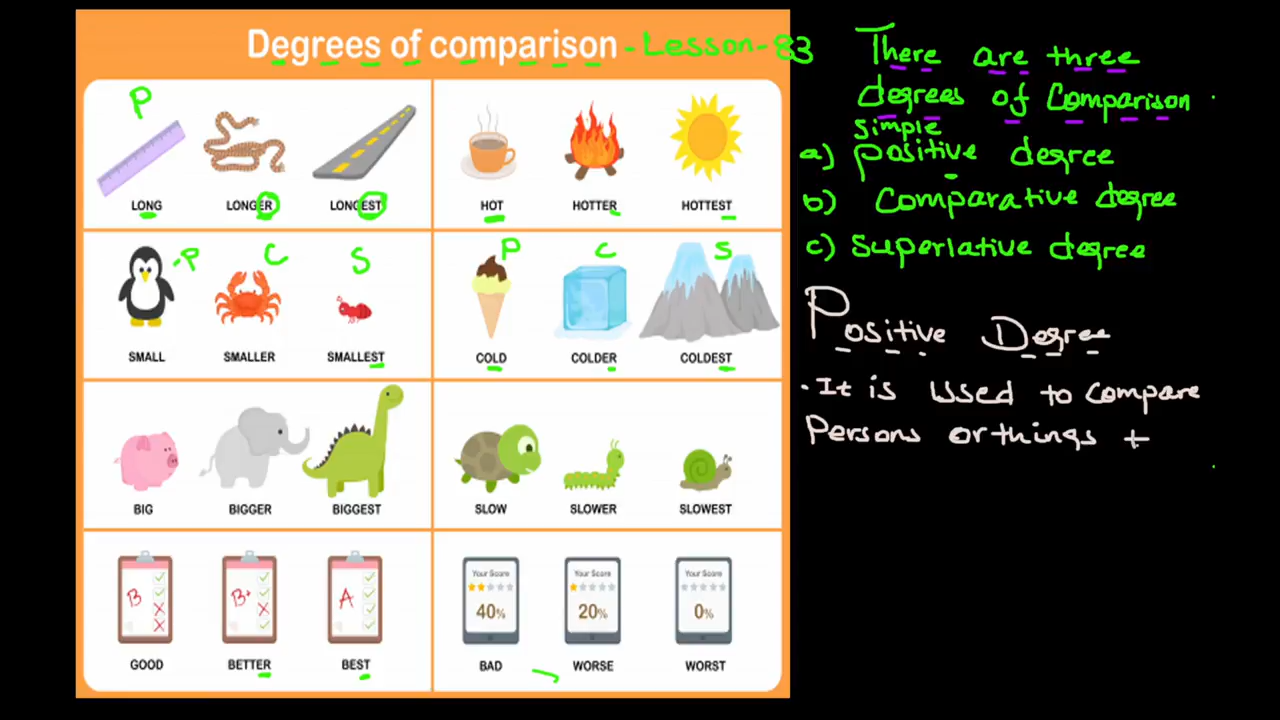 Degrees of comparison - Lesson - 83
P
LONG LONGER LONGEST
HOT HOTTER HOTTEST
P C S
SMALL SMALLER SMALLEST
P C S
COLD COLDER COLDEST
BIG BIGGER BIGGEST
SLOW SLOWER SLOWEST
B B+ A
GOOD BETTER BEST
Your Score Your Score Your Score
40% 20% 0%
BAD WORSE WORST
There are three
degrees of Comparison
simple
a) positive degree
b) Comparative degree
c) Superlative degree
Positive Degree
. It is used to compare
Persons or things t